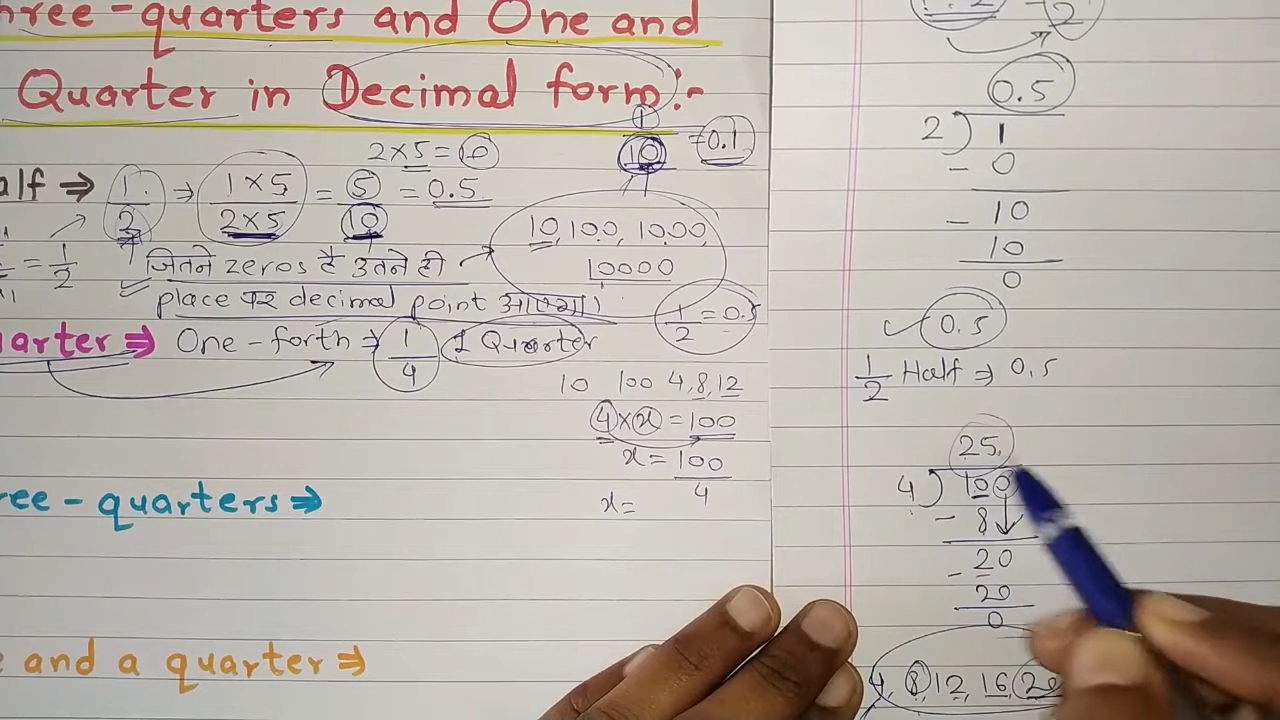 hree-quarters and One and
Quarter in Decimal form:-
2×5=10
1
10
=0.1
alf ⇒ 1/2 ⇒ 1×5/2×5 = 5/10 = 0.5
= 1/2
10, 100, 1000,
10000
जितने zeros है उतने ही
place पर decimal point आएगा।
1/2 = 0.5
arter ⇒ One-forth ⇒ 1/4 1 Quarter
10 100 4,8,12
4×x=100
x=100/4
x=
ree-quarters ⇒
e and a quarter ⇒
2
0.5
2)1
-0
-10
10
0
0.5
1/2 Half ⇒ 0.5
25.
4)100
-8
-20
20
0
4, 8, 12, 16, 20